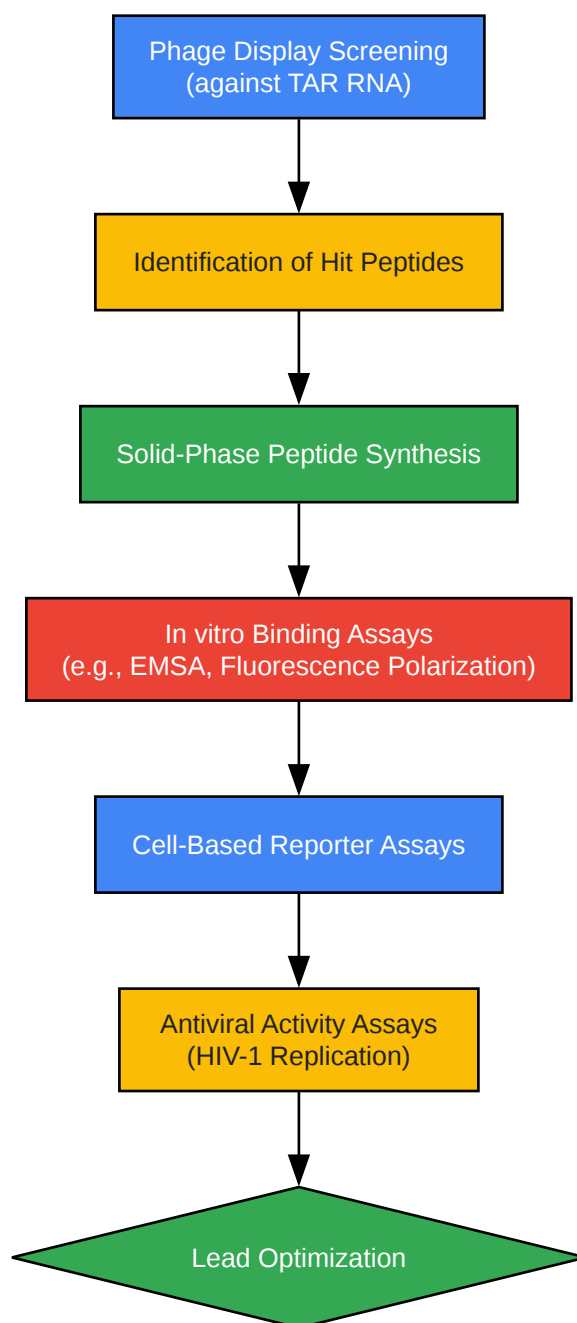 Phage Display Screening
(against TAR RNA)
Identification of Hit Peptides
Solid-Phase Peptide Synthesis
In vitro Binding Assays
(e.g., EMSA, Fluorescence Polarization)
Cell-Based Reporter Assays
Antiviral Activity Assays
(HIV-1 Replication)
Lead Optimization